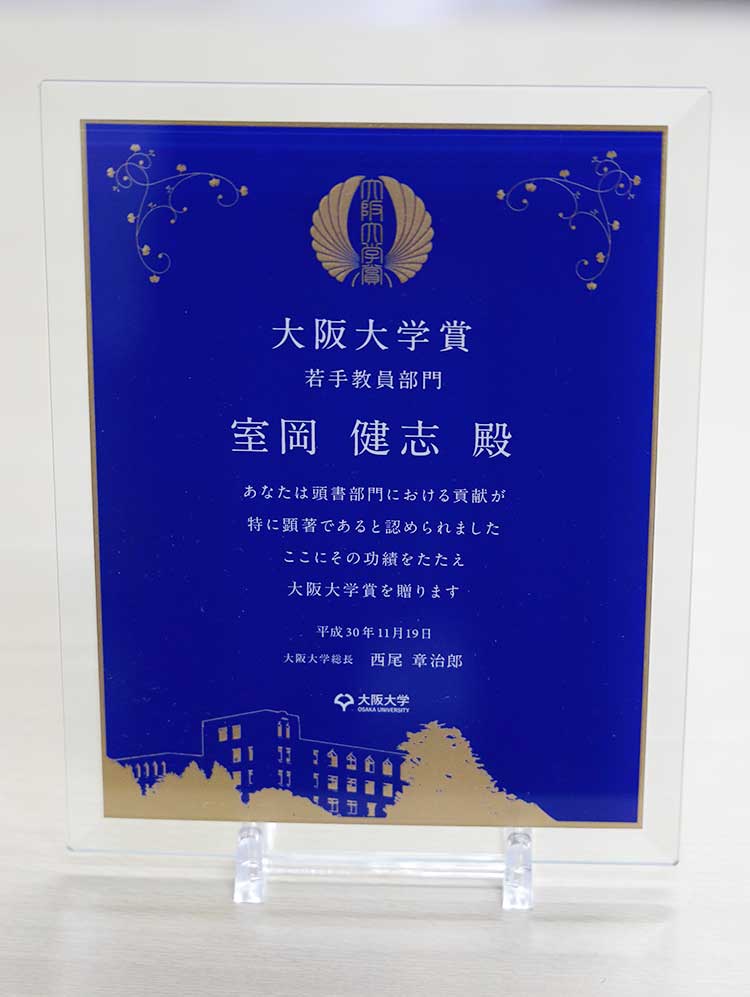 大阪大学賞
大阪大学賞
若手教員部門
室岡 健志 殿
あなたは頭書部門における貢献が
特に顕著であると認められました
ここにその功績をたたえ
大阪大学賞を贈ります
平成30年11月19日
大阪大学総長 西尾 章治郎
大阪大学
OSAKA UNIVERSITY